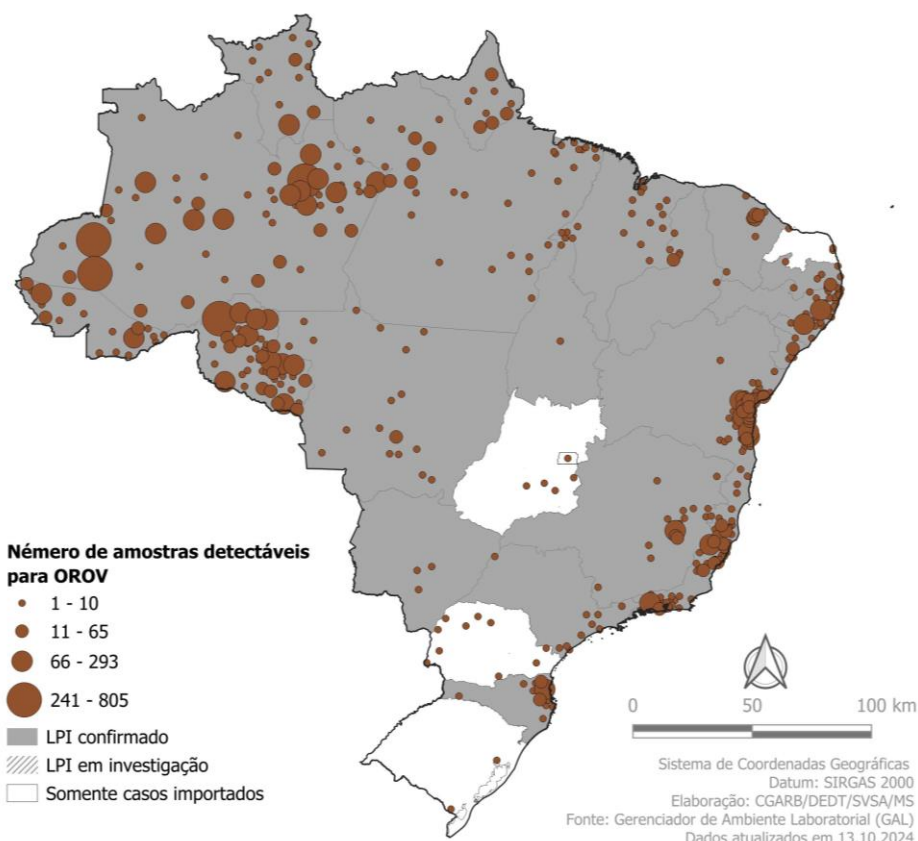 Némero de amostras detectáveis
para OROV
1 - 10
11 - 65
66 - 293
241 - 805
LPI confirmado
LPI em investigação
Somente casos importados
0 50 100 km
Sistema de Coordenadas Geográficas
Datum: SIRGAS 2000
Elaboração: CGARB/DEDT/SVSA/MS
Fonte: Gerenciador de Ambiente Laboratorial (GAL)
Dados atualizados em 13.10.2024